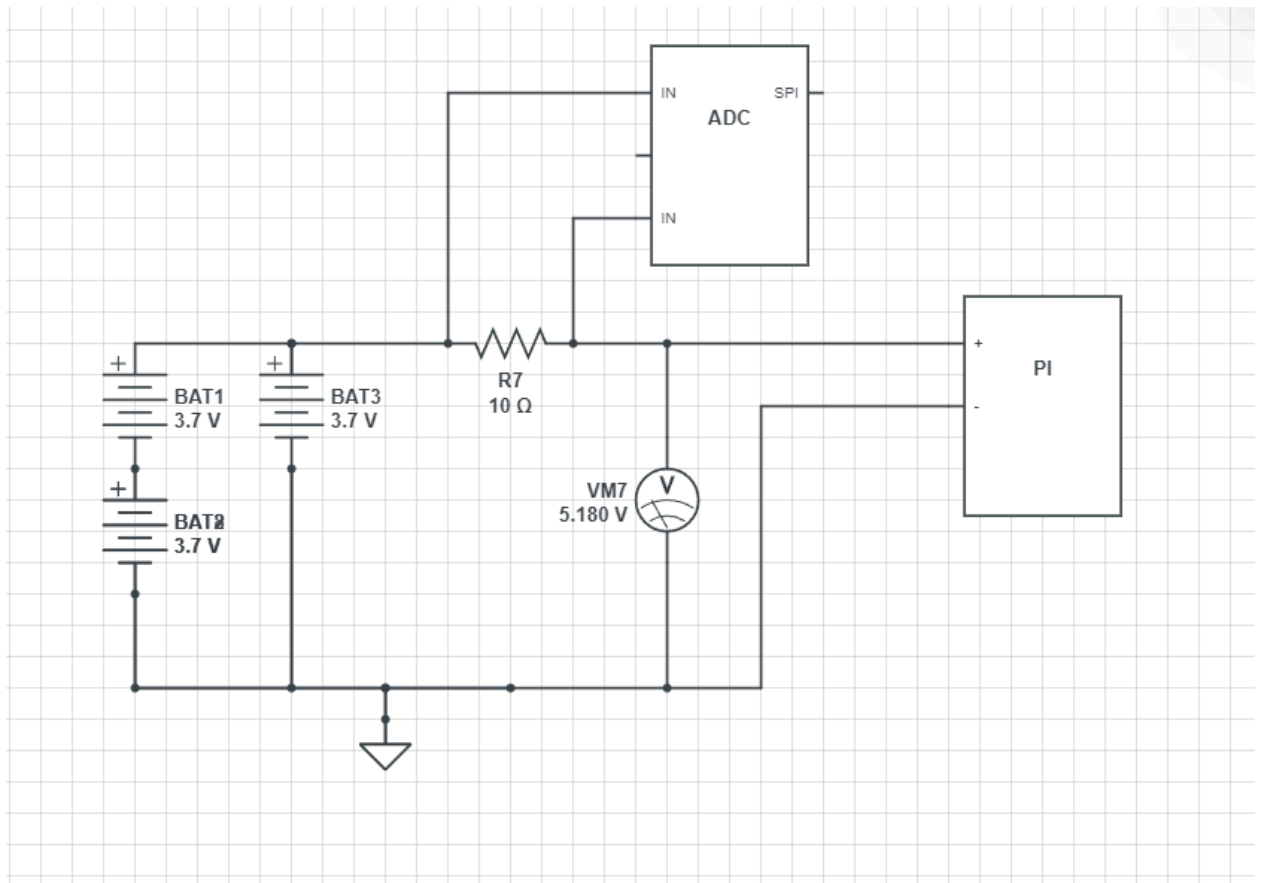 IN
SPI
ADC
IN
+
PI
-
R7
10 Ω
+
BAT1
3.7 V
+
BAT3
3.7 V
+
3.7 V
V
VM7
5.180 V